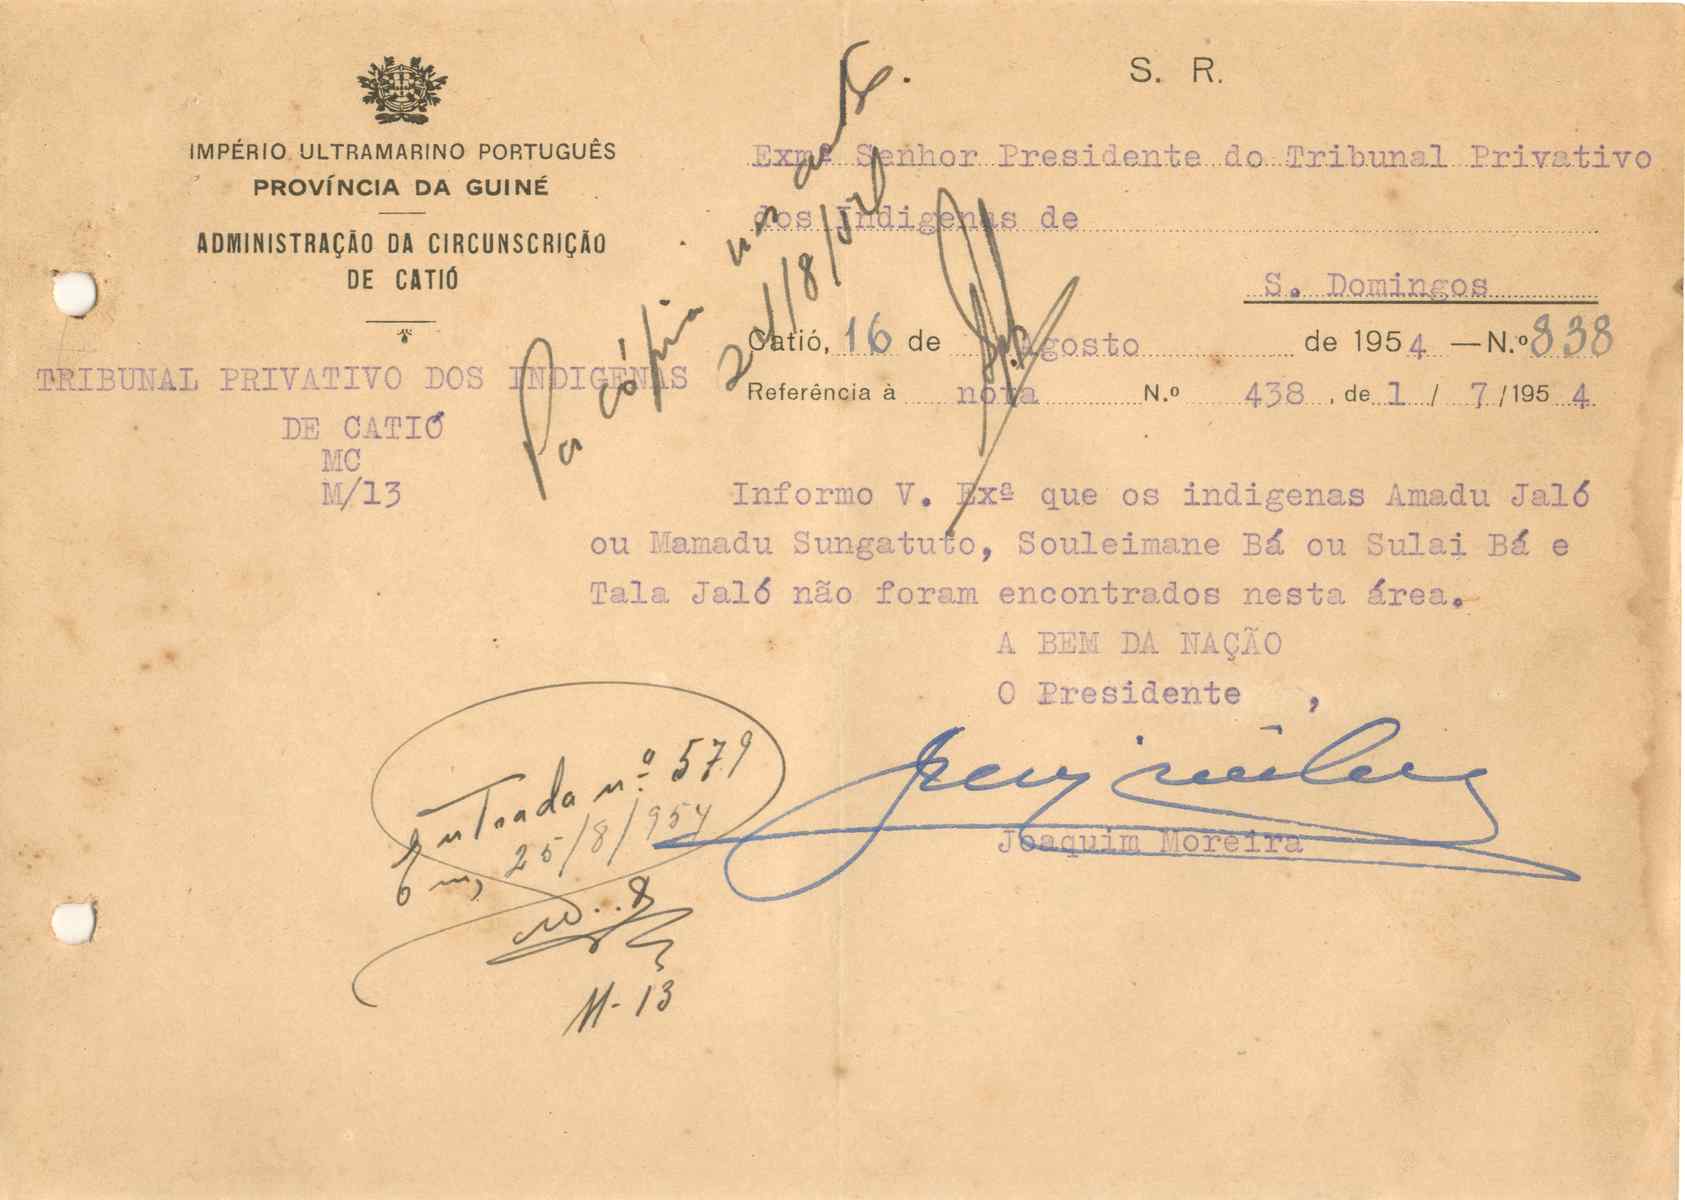 S. R.
IMPÉRIO ULTRAMARINO PORTUGUÊS
PROVÍNCIA DA GUINÉ
ADMINISTRAÇÃO DA CIRCUNSCRIÇÃO
DE CATIÓ
TRIBUNAL PRIVATIVO DOS INDIGENAS
DE CATIÓ
MC
M/13
Exmº Senhor Presidente do Tribunal Privativo
dos Indigenas de
S. Domingos
Catió, 16 de Agosto de 1954 — N.º 838
Referência à nota N.º 438, de 1 / 7 / 1954
cópia nos
Informo V. Exª que os indigenas Amadu Jaló
ou Mamadu Sungatuto, Souleimane Bá ou Sulai Bá e
Tala Jaló não foram encontrados nesta área.
A BEM DA NAÇÃO
O Presidente ,
Joaquim Moreira
Entrada n.º 579
Em, 25/8/954
M-13